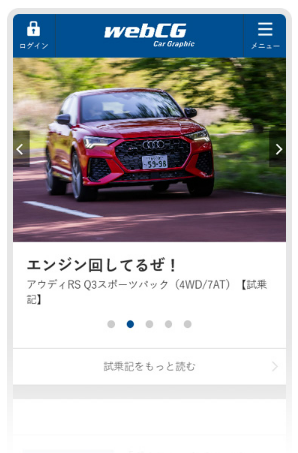 webCG
Car Graphic
ログイン
メニュー
エンジン回してるぜ！
アウディRS Q3スポーツバック（4WD/7AT）【試乗
記】
試乗記をもっと読む